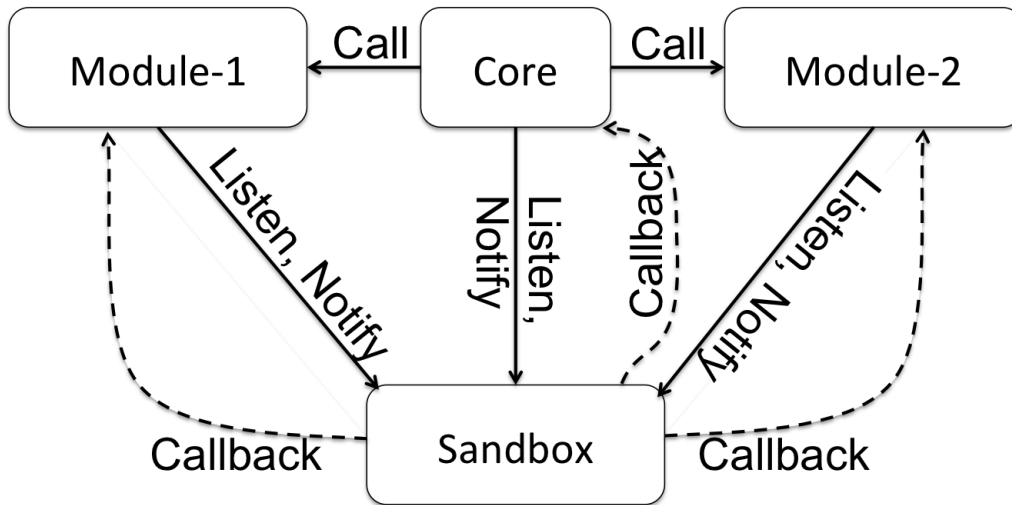 Module-1
Call
Core
Call
Module-2
Listen, Notify
Listen,
Notify
Callback
Listen, Notify
Callback
Sandbox
Callback